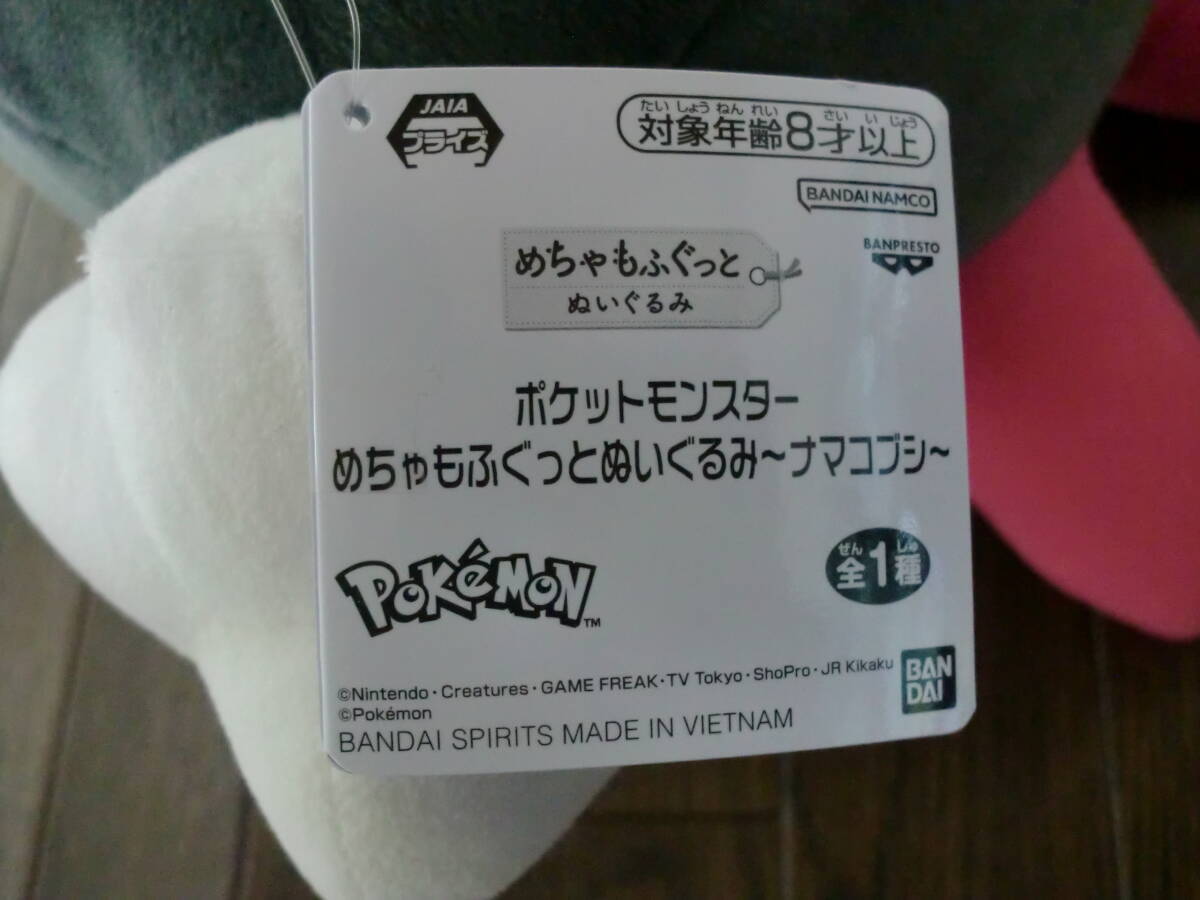 JAIA
プライズ
たいしょうねんれい さいいじょう
対象年齢8才以上
BANDAI NAMCO
BANPRESTO
めちゃもふぐっと
ぬいぐるみ
ポケットモンスター
めちゃもふぐっとぬいぐるみ~ナマコブシ~
ぜん しゅ
全1種
POKéMON™
©Nintendo・Creatures・GAME FREAK・TV Tokyo・ShoPro・JR Kikaku
©Pokémon
BAN
DAI
BANDAI SPIRITS MADE IN VIETNAM